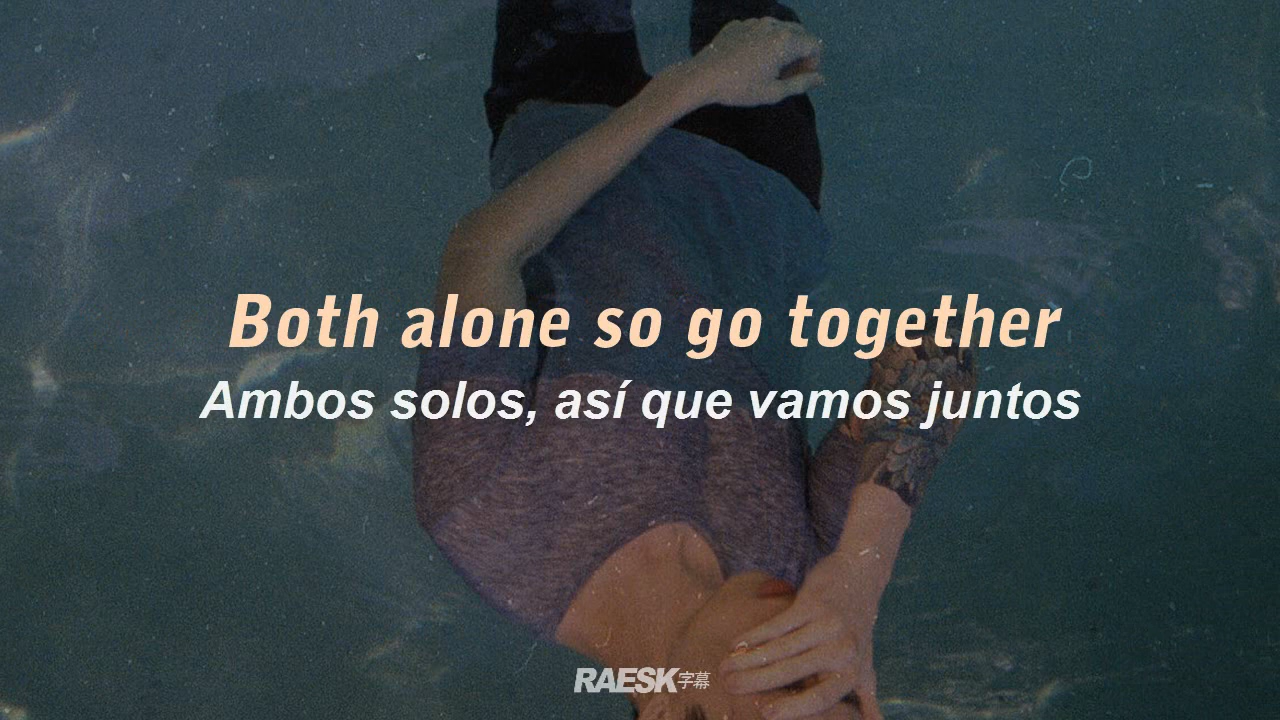 Both alone so go together
Ambos solos, así que vamos juntos
RAESK字幕